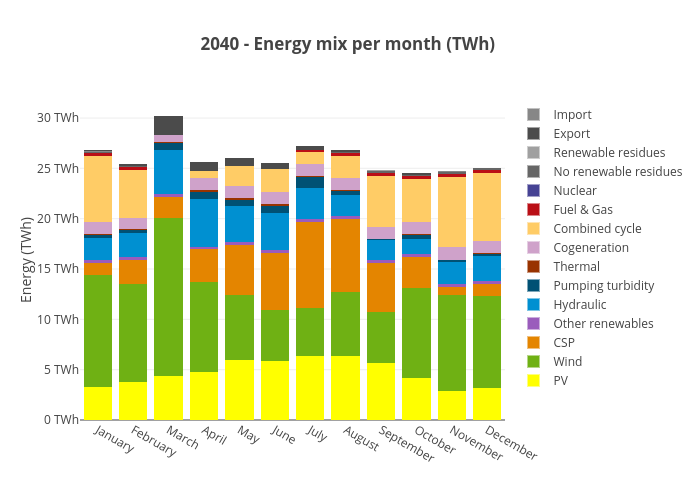 2040 - Energy mix per month (TWh)
Energy (TWh)
30 TWh
25 TWh
20 TWh
15 TWh
10 TWh
5 TWh
0 TWh
January
February
March
April
May
June
July
August
September
October
November
December
Import
Export
Renewable residues
No renewable residues
Nuclear
Fuel & Gas
Combined cycle
Cogeneration
Thermal
Pumping turbidity
Hydraulic
Other renewables
CSP
Wind
PV